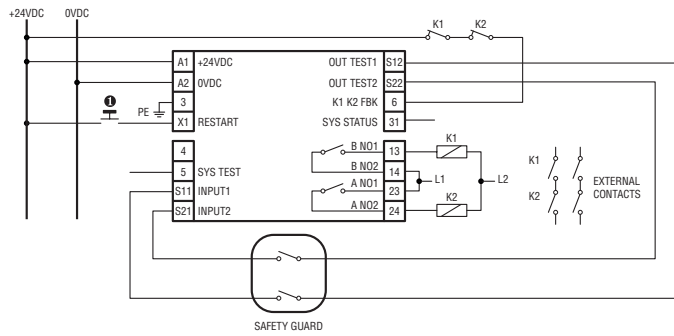 +24VDC 0VDC
K1 K2
A1 +24VDC OUT TEST1 S12
A2 0VDC OUT TEST2 S22
1
PE 3 K1 K2 FBK 6
X1 RESTART SYS STATUS 31
4 B NO1 13 K1
5 SYS TEST B NO2 14 L1 L2
S11 INPUT1 A NO1 23
S21 INPUT2 A NO2 24 K2
K1
K2
EXTERNAL
CONTACTS
SAFETY GUARD